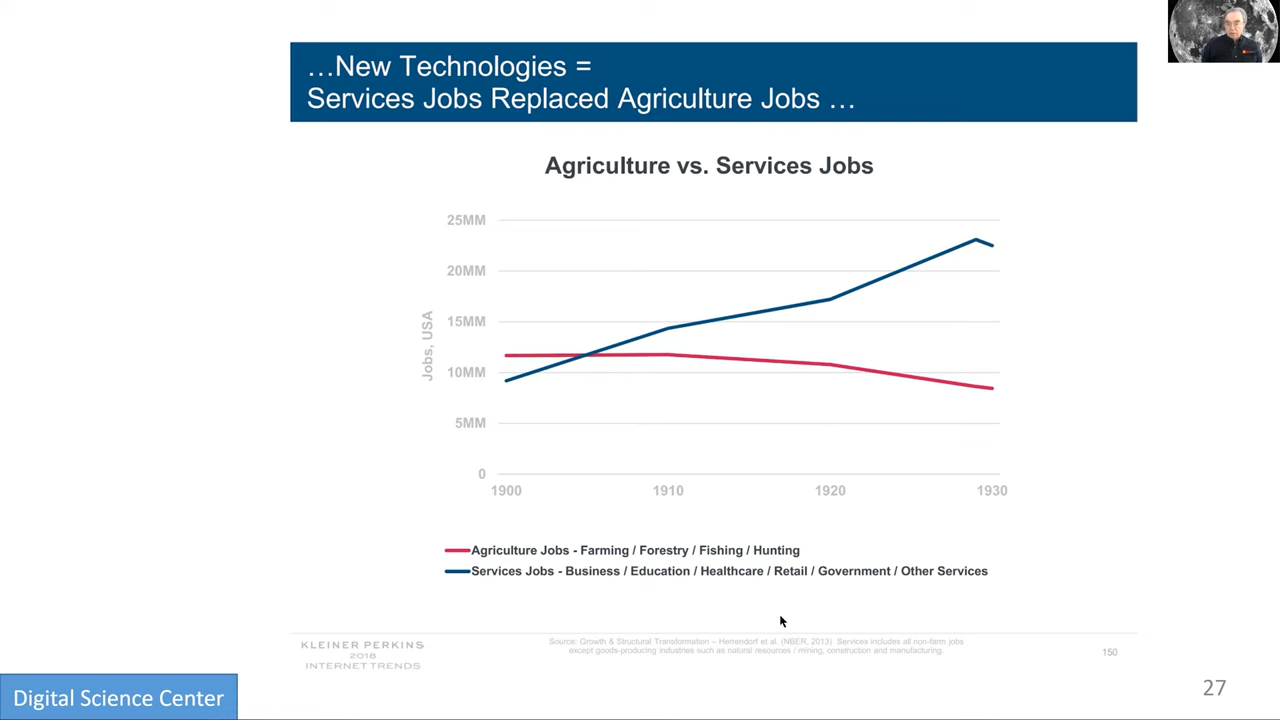 …New Technologies =
Services Jobs Replaced Agriculture Jobs …
Agriculture vs. Services Jobs
25MM
20MM
15MM
10MM
5MM
0
Jobs, USA
1900 1910 1920 1930
Agriculture Jobs - Farming / Forestry / Fishing / Hunting
Services Jobs - Business / Education / Healthcare / Retail / Government / Other Services
KLEINER PERKINS
2018
INTERNET TRENDS
Source: Growth & Structural Transformation – Herrendorf et al. (NBER, 2013) Services includes all non-farm jobs
except goods-producing industries such as natural resources / mining, construction and manufacturing.
150
27
Digital Science Center